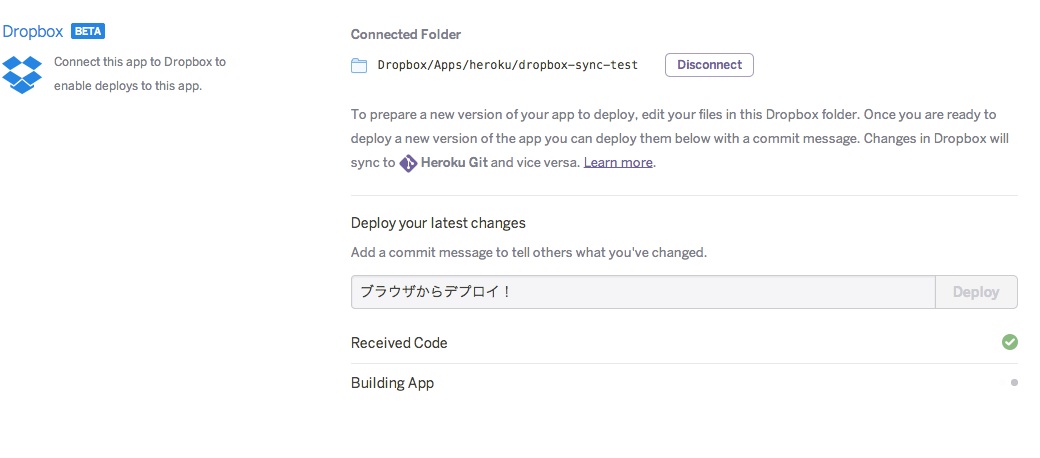 Dropbox BETA
Connect this app to Dropbox to
enable deploys to this app.
Connected Folder
Dropbox/Apps/heroku/dropbox-sync-test Disconnect
To prepare a new version of your app to deploy, edit your files in this Dropbox folder. Once you are ready to
deploy a new version of the app you can deploy them below with a commit message. Changes in Dropbox will
sync to Heroku Git and vice versa. Learn more.
Deploy your latest changes
Add a commit message to tell others what you've changed.
ブラウザからデプロイ！ Deploy
Received Code
Building App